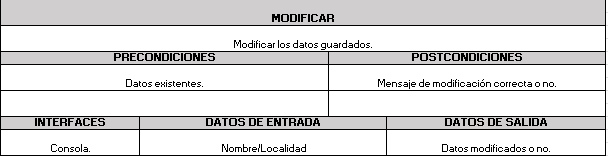 MODIFICAR
Modificar los datos guardados.
PRECONDICIONES POSTCONDICIONES
Datos existentes. Mensaje de modificación correcta o no.
INTERFACES DATOS DE ENTRADA DATOS DE SALIDA
Consola. Nombre/Localidad Datos modificados o no.